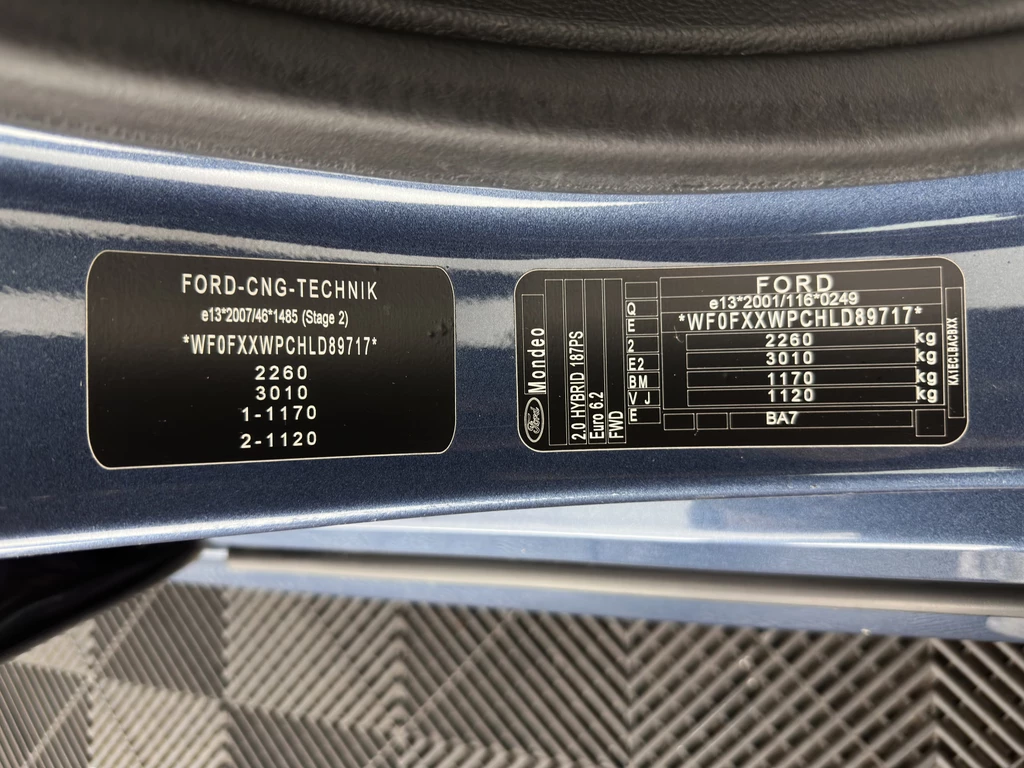 FORD-CNG-TECHNIK
e13*2007/46*1485 (Stage 2)
*WF0FXXWPCHLD89717*
2260
3010
1-1170
2-1120
Ford
Mondeo
2.0 HYBRID 187PS
Euro 6.2
FWD
Q
E
2
E2
BM
V J
E
FORD
e13*2001/116*0249
*WF0FXXWPCHLD89717*
2260 kg
3010 kg
1170 kg
1120 kg
BA7